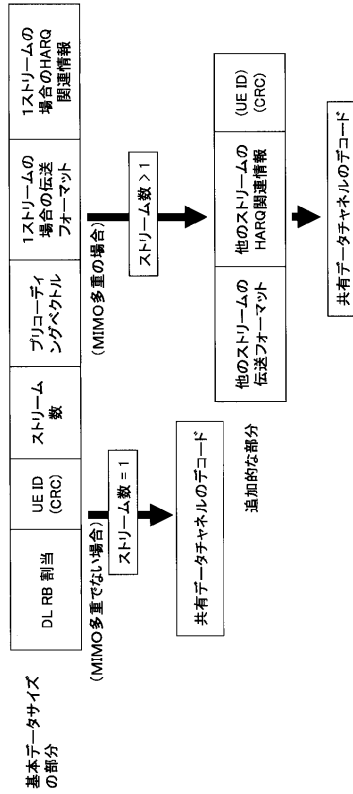 基本データサイズ
の部分
DL RB 割当
UE ID
(CRC)
ストリーム
数
プリコーディ
ングベクトル
1ストリームの
場合の伝送
フォーマット
1ストリームの
場合のHARQ
関連情報
(MIMO多重でない場合)
ストリーム数 = 1
共有データチャネルのデコード
(MIMO多重の場合)
ストリーム数 > 1
追加的な部分
他のストリームの
伝送フォーマット
他のストリームの
HARQ関連情報
(UE ID)
(CRC)
共有データチャネルのデコード